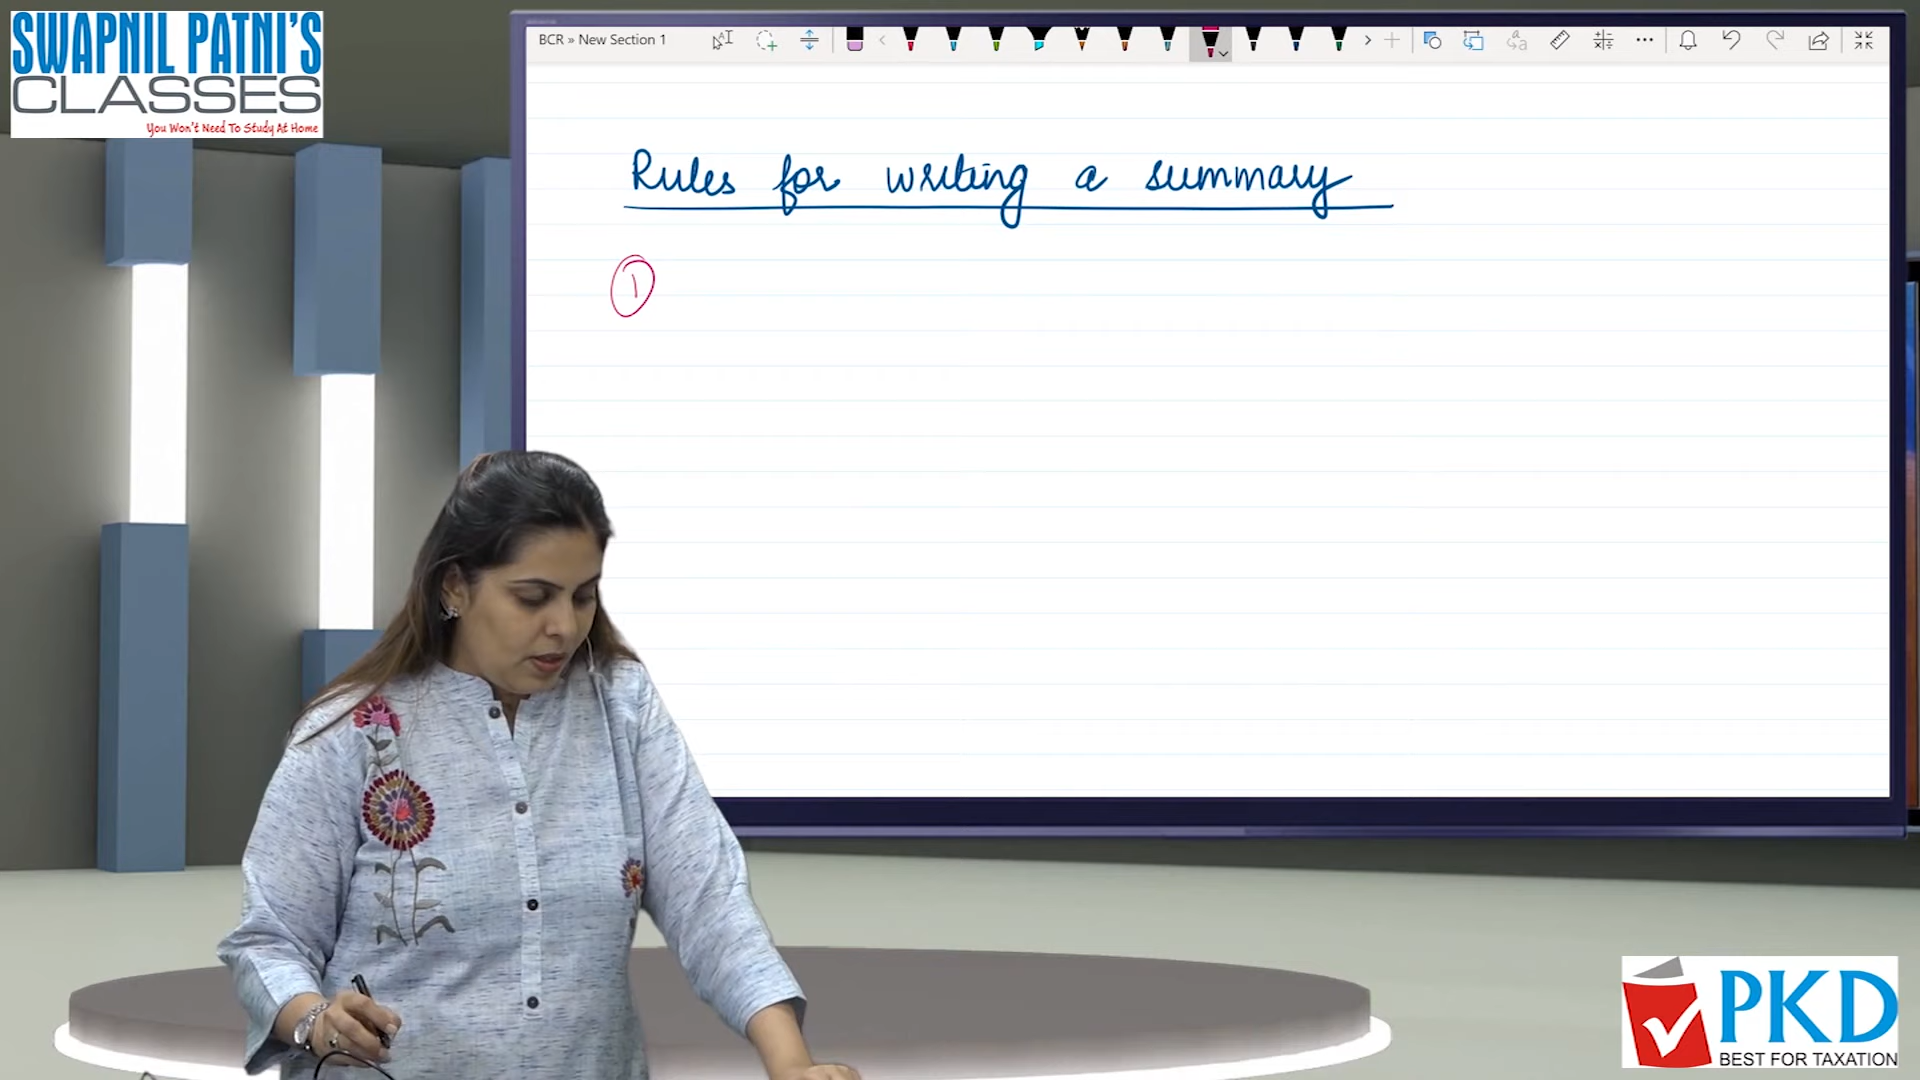 SWAPNIL PATNI'S
CLASSES
You Won't Need To Study At Home
BCR » New Section 1
Rules for writing a summary
1
PKD
BEST FOR TAXATION